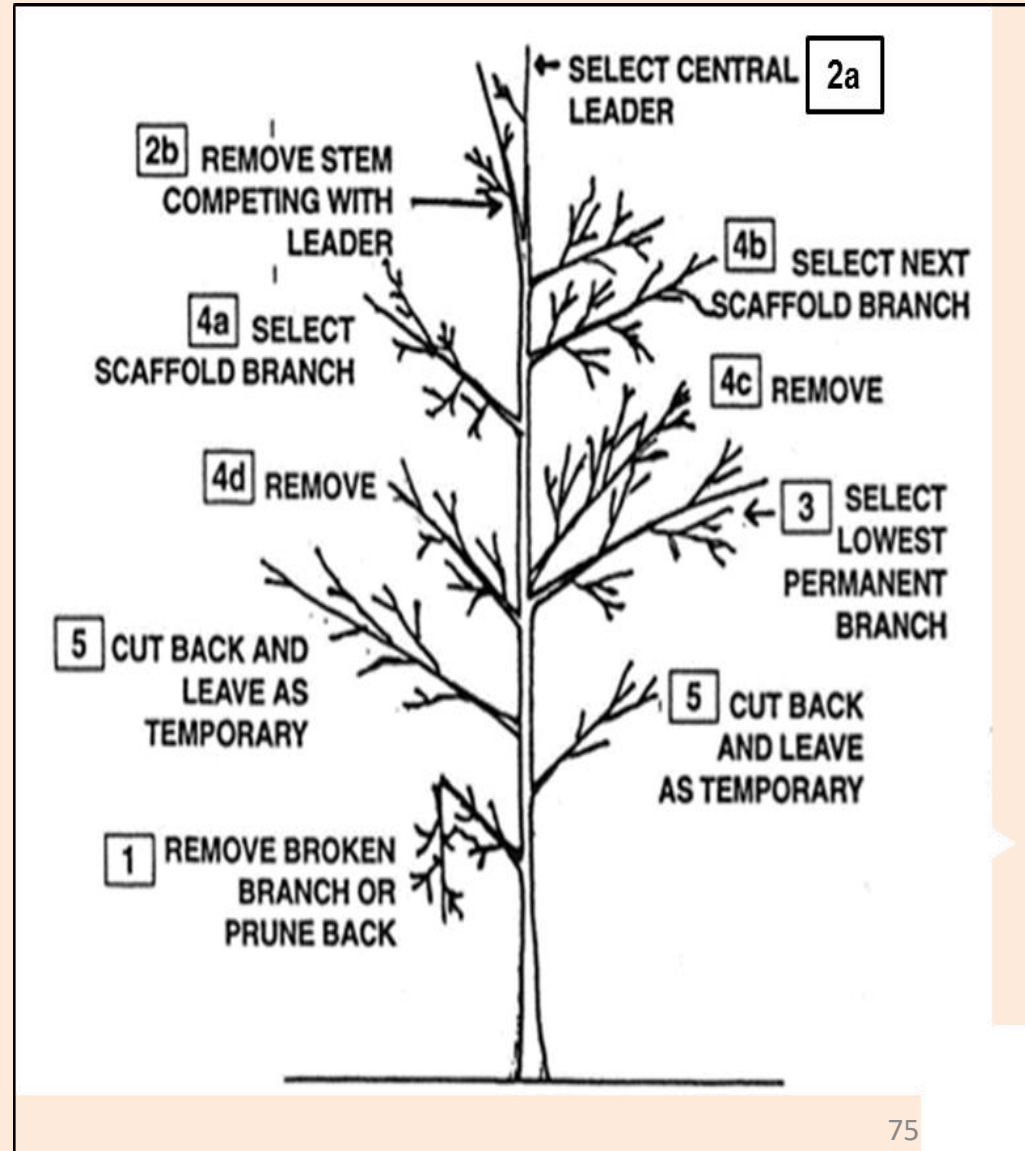 SELECT CENTRAL
LEADER
2a
2b REMOVE STEM
COMPETING WITH
LEADER
4b SELECT NEXT
SCAFFOLD BRANCH
4a SELECT
SCAFFOLD BRANCH
4c REMOVE
4d REMOVE
3 SELECT
LOWEST
PERMANENT
BRANCH
5 CUT BACK AND
LEAVE AS
TEMPORARY
5 CUT BACK
AND LEAVE
AS TEMPORARY
1 REMOVE BROKEN
BRANCH OR
PRUNE BACK
75